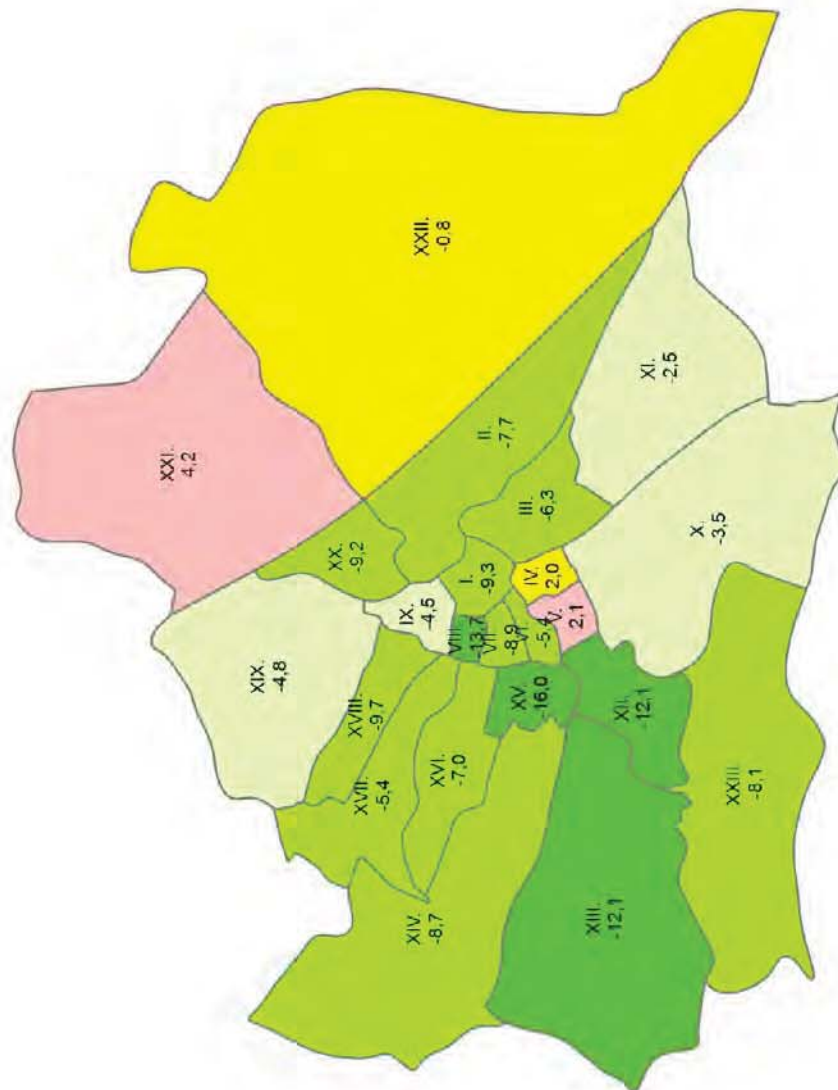 XXI.
4,2
XIX.
-4,8
XX.
-9,2
XVIII.
-9,7
XVII.
-5,4
IX.
-4,5
XIV.
-8,7
XXII.
-0,8
XVI.
-7,0
VIII.
-13,7
I.
-9,3
II.
-7,7
VII.
-8,9
XV.
-16,0
VI.
-5,4
III.
-6,3
IV.
2,0
V.
2,1
XIII.
-12,1
XII.
-12,1
XI.
-2,5
X.
-3,5
XXIII.
-8,1